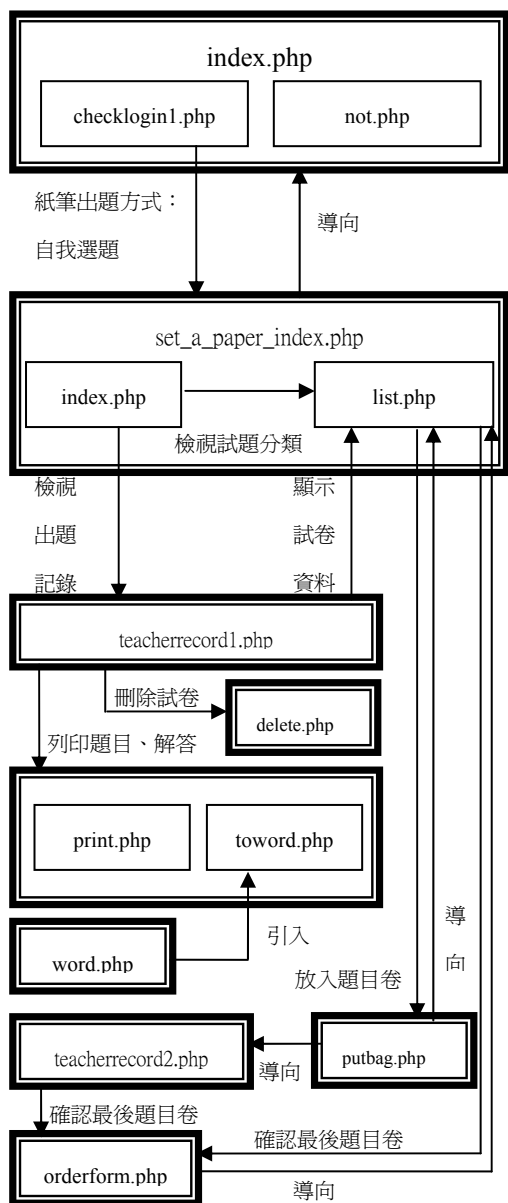 index.php
checklogin1.php
not.php
紙筆出題方式：
自我選題
導向
set_a_paper_index.php
index.php
list.php
檢視試題分類
檢視
出題
記錄
顯示
試卷
資料
teacherrecord1.php
刪除試卷
delete.php
列印題目、解答
print.php
toword.php
word.php
引入
導
向
放入題目卷
teacherrecord2.php
導向
putbag.php
確認最後題目卷
確認最後題目卷
orderform.php
導向